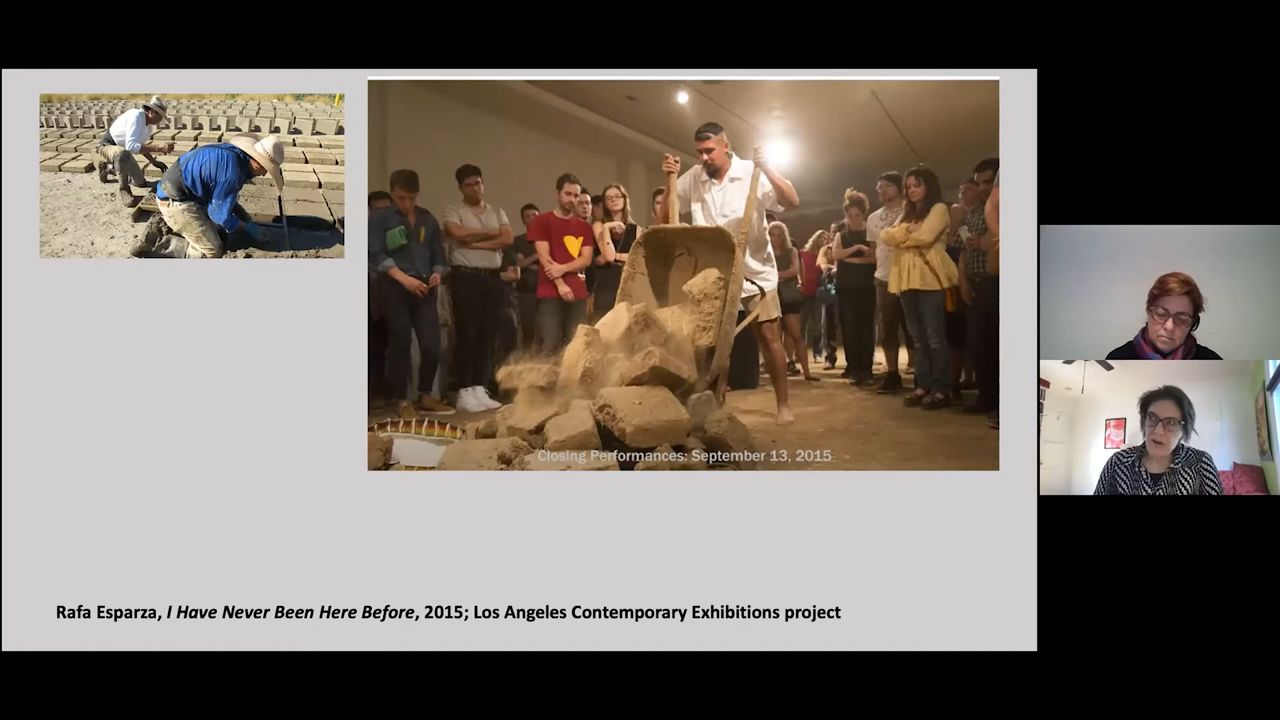 Closing Performances: September 13, 2015
Rafa Esparza, I Have Never Been Here Before, 2015; Los Angeles Contemporary Exhibitions project